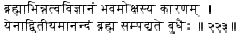 ब्रह्माभिन्नत्वविज्ञानं भवमोक्षस्य कारणम् ।
येनाद्वितीयमानन्दं ब्रह्म सम्पद्यते बुधैः ॥ २२३॥